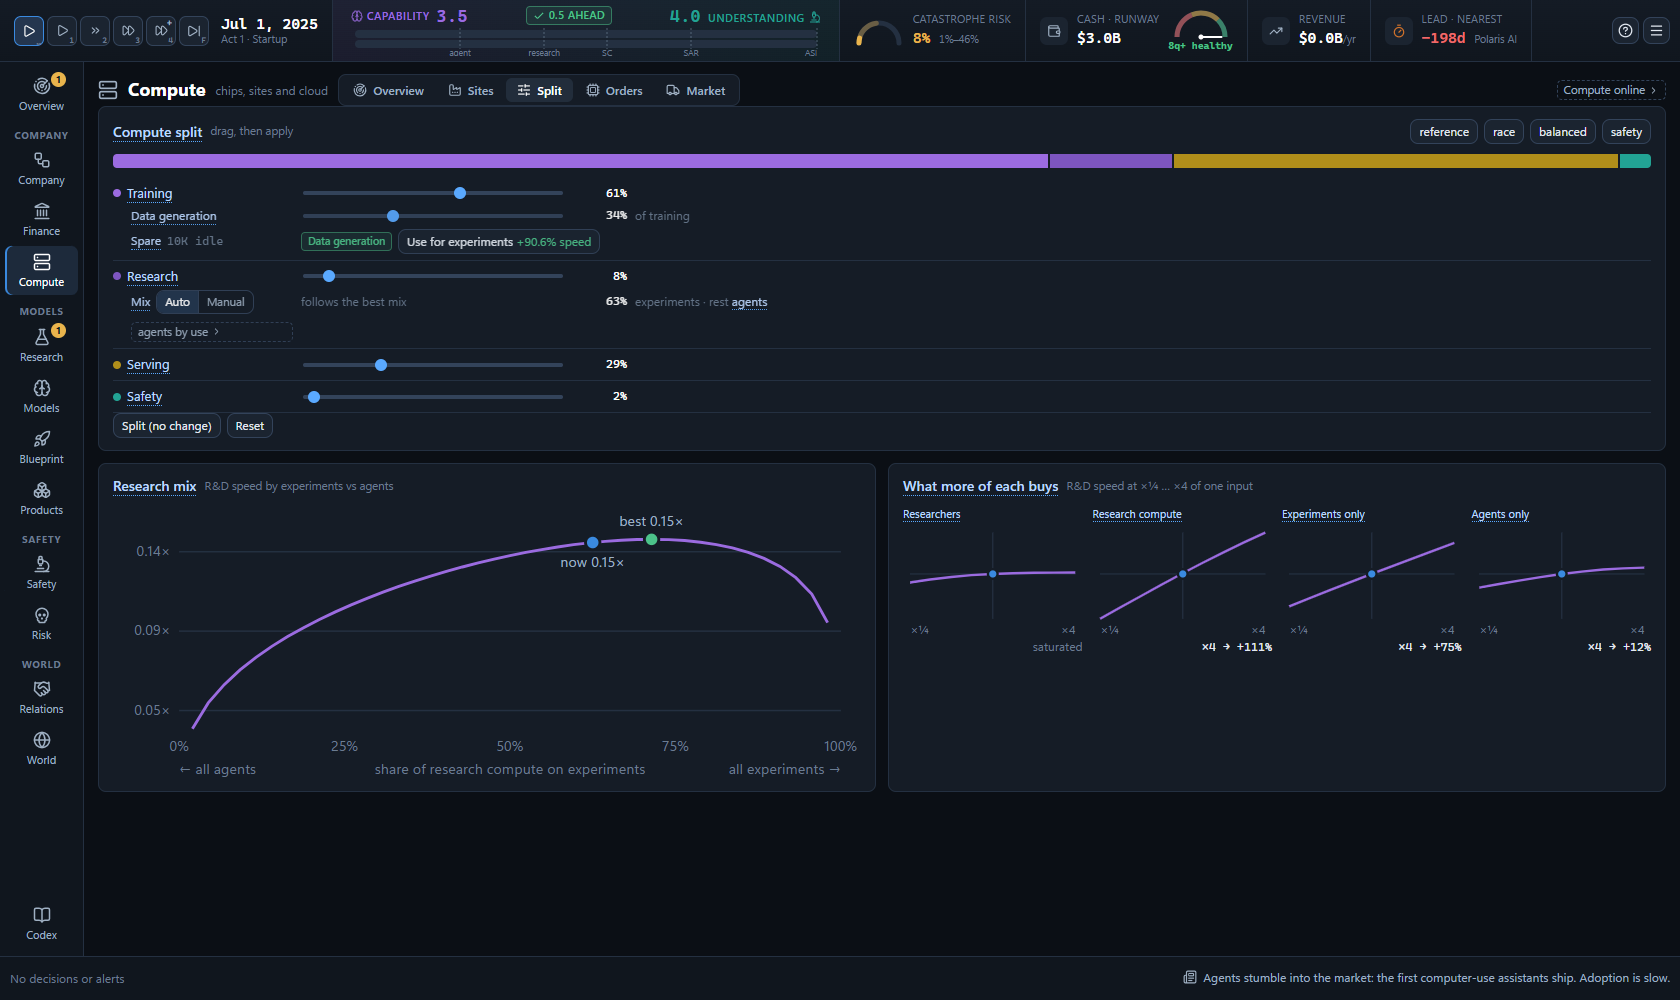 Jul 1, 2025
Act 1 · Startup
1
2
3
4
F
CAPABILITY 3.5
0.5 AHEAD
4.0 UNDERSTANDING
agent
research
SC
SAR
ASI
CATASTROPHE RISK
8% 1%–46%
CASH · RUNWAY
$3.0B
8q+ healthy
REVENUE
$0.0B/yr
LEAD · NEAREST
−198d Polaris AI
1
Overview
COMPANY
Company
Finance
Compute
MODELS
1
Research
Models
Blueprint
Products
SAFETY
Safety
Risk
WORLD
Relations
World
Codex
Compute chips, sites and cloud
Overview
Sites
Split
Orders
Market
Compute online ›
Compute split drag, then apply
reference
race
balanced
safety
Training 61%
Data generation 34% of training
Spare 10K idle Data generation Use for experiments +90.6% speed
Research 8%
Mix Auto Manual follows the best mix 63% experiments · rest agents
agents by use ›
Serving 29%
Safety 2%
Split (no change) Reset
Research mix R&D speed by experiments vs agents
best 0.15×
now 0.15×
0.14×
0.09×
0.05×
0% 25% 50% 75% 100%
← all agents share of research compute on experiments all experiments →
What more of each buys R&D speed at ×¼ … ×4 of one input
Researchers
×¼ ×4
saturated
Research compute
×¼ ×4
×4 → +111%
Experiments only
×¼ ×4
×4 → +75%
Agents only
×¼ ×4
×4 → +12%
No decisions or alerts
Agents stumble into the market: the first computer-use assistants ship. Adoption is slow.